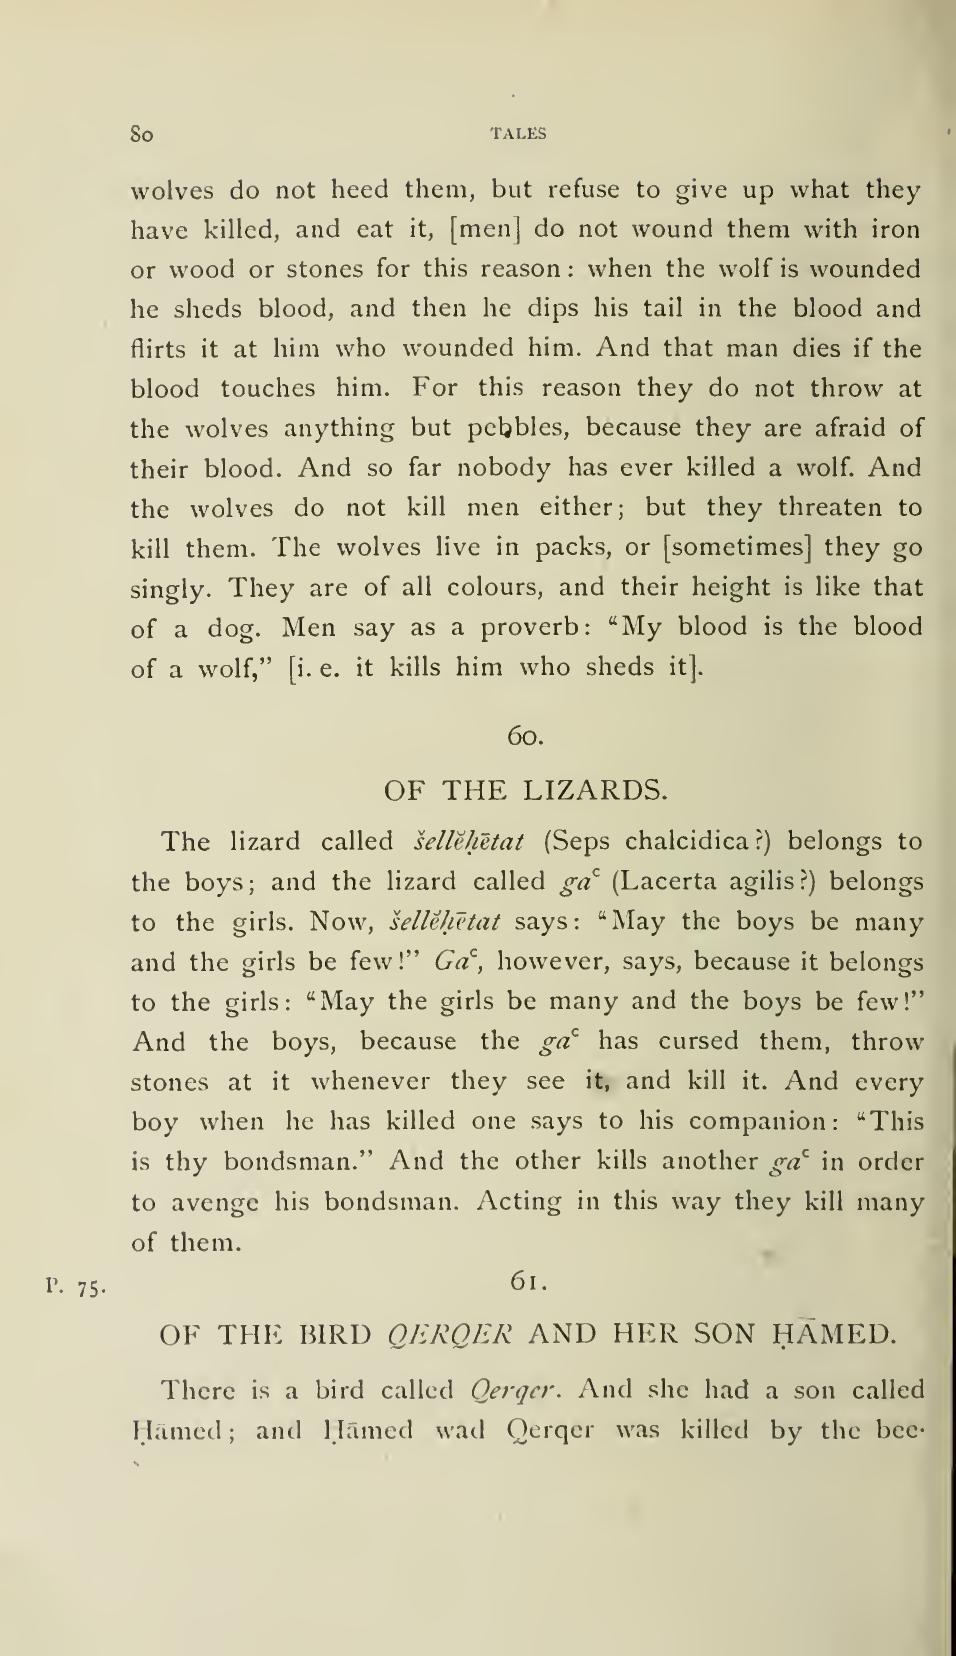 80 TALES
wolves do not heed them, but refuse to give up what they
have killed, and eat it, [men] do not wound them with iron
or wood or stones for this reason: when the wolf is wounded
he sheds blood, and then he dips his tail in the blood and
flirts it at him who wounded him. And that man dies if the
blood touches him. For this reason they do not throw at
the wolves anything but pebbles, because they are afraid of
their blood. And so far nobody has ever killed a wolf. And
the wolves do not kill men either; but they threaten to
kill them. The wolves live in packs, or [sometimes] they go
singly. They are of all colours, and their height is like that
of a dog. Men say as a proverb: “My blood is the blood
of a wolf,” [i. e. it kills him who sheds it].
60.
OF THE LIZARDS.
The lizard called šellĕḥētat (Seps chalcidica?) belongs to
the boys; and the lizard called gaᶜ (Lacerta agilis?) belongs
to the girls. Now, šellĕḥētat says: “May the boys be many
and the girls be few!” Gaᶜ, however, says, because it belongs
to the girls: “May the girls be many and the boys be few!”
And the boys, because the gaᶜ has cursed them, throw
stones at it whenever they see it, and kill it. And every
boy when he has killed one says to his companion: “This
is thy bondsman.” And the other kills another gaᶜ in order
to avenge his bondsman. Acting in this way they kill many
of them.
P. 75. 61.
OF THE BIRD QERQER AND HER SON ḤĀMED.
There is a bird called Qerqer. And she had a son called
Ḥāmed; and Ḥāmed wad Qerqer was killed by the bee-